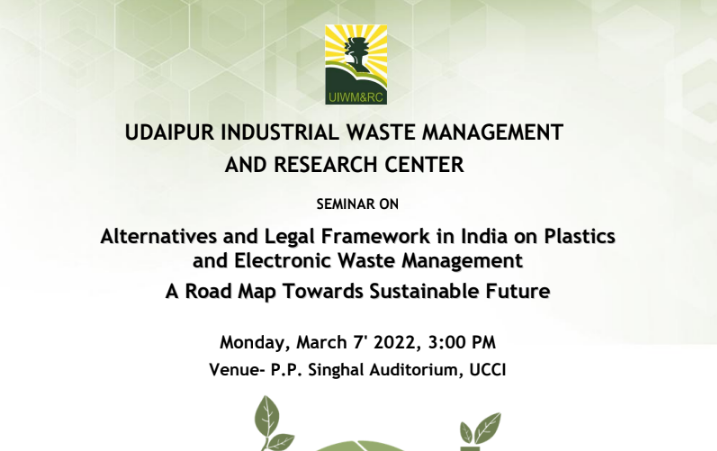 UIWM&RC
UDAIPUR INDUSTRIAL WASTE MANAGEMENT
AND RESEARCH CENTER
SEMINAR ON
Alternatives and Legal Framework in India on Plastics
and Electronic Waste Management
A Road Map Towards Sustainable Future
Monday, March 7' 2022, 3:00 PM
Venue- P.P. Singhal Auditorium, UCCI